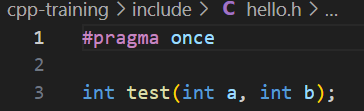 cpp-training > include > C hello.h > ...
1 #pragma once
2
3 int test(int a, int b);